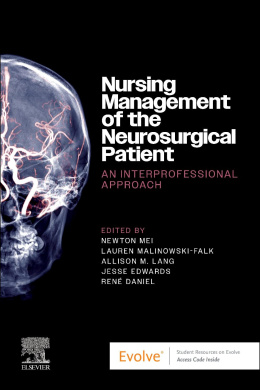 Nursing
Management
of the
Neurosurgical
Patient
AN INTERPROFESSIONAL
APPROACH
EDITED BY
NEWTON MEI
LAUREN MALINOWSKI-FALK
ALLISON M. LANG
JESSE EDWARDS
RENÉ DANIEL
ELSEVIER
Evolve®
Student Resources on Evolve
Access Code Inside